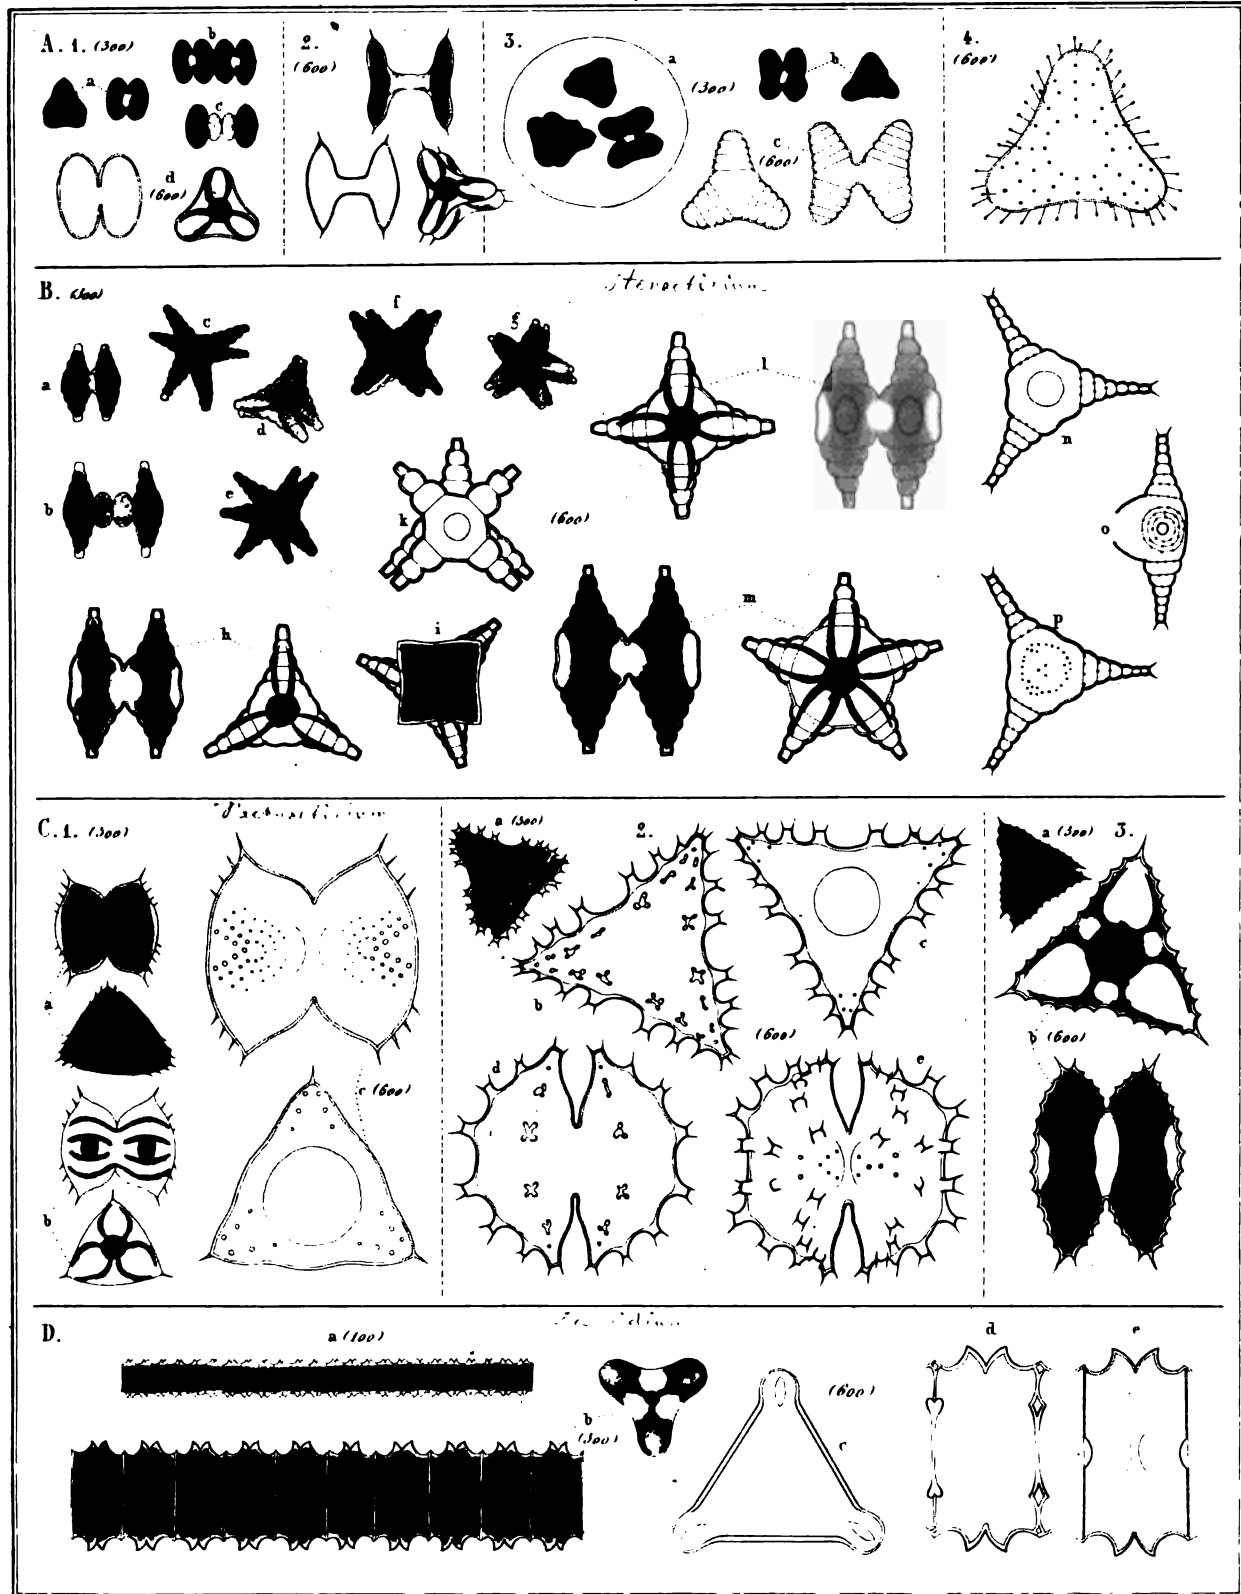 A. 1. (300)
a
b
c
d
(600)
2.
(600)
3.
a
(300)
b
c
(600)
4.
(600)
B. (300)
a
b
c
d
e
f
g
h
i
k
(600)
l
m
n
o
p
C. 1. (300)
a
b
c (600)
2.
a (300)
b
c
(600)
d
e
3.
a (300)
b (600)
D.
a (100)
b
(300)
c
(600)
d
e